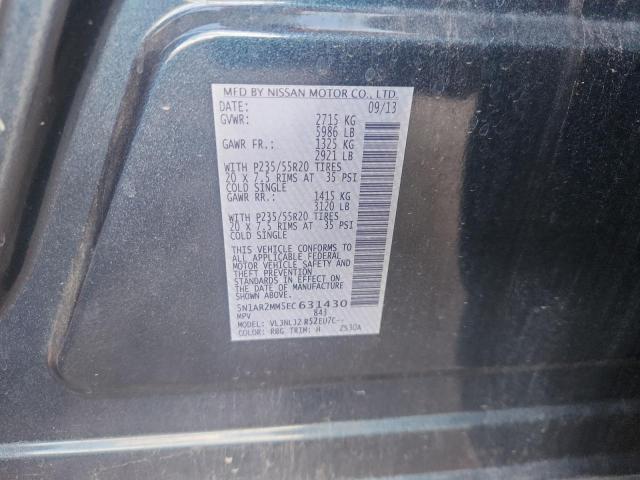 MFD BY NISSAN MOTOR CO., LTD.
DATE: 09/13
GVWR: 2715 KG
5986 LB
GAWR FR.: 1325 KG
2921 LB
WITH P235/55R20 TIRES
20 X 7.5 RIMS AT 35 PSI
COLD SINGLE
GAWR RR.: 1415 KG
3120 LB
WITH P235/55R20 TIRES
20 X 7.5 RIMS AT 35 PSI
COLD SINGLE
THIS VEHICLE CONFORMS TO
ALL APPLICABLE FEDERAL
MOTOR VEHICLE SAFETY AND
THEFT PREVENTION
STANDARDS IN EFFECT ON
THE DATE OF MANUFACTURE
5N1AR2MM5EC631430
MPV 843
MODEL: VL3NLJ2 R52EU7C--
COLOR: RBG TRIM: H 2530A